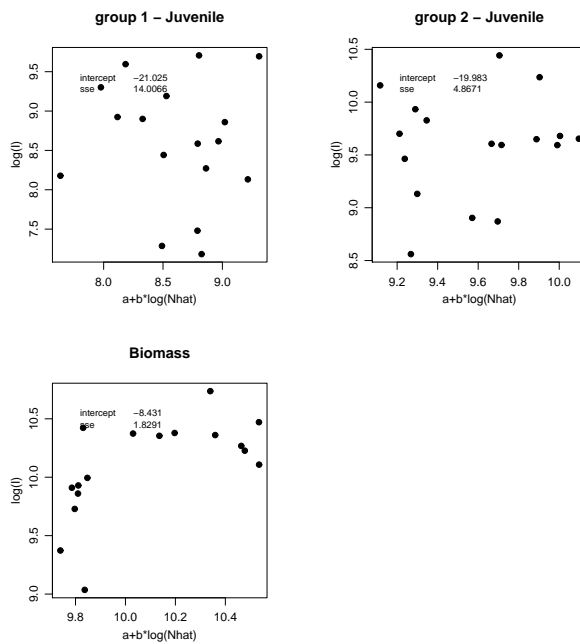 group 1 − Juvenile
intercept −21.025
sse 14.0066
log(I)
7.5 8.0 8.5 9.0 9.5
8.0 8.5 9.0
a+b*log(Nhat)
group 2 − Juvenile
intercept −19.983
sse 4.8671
log(I)
8.5 9.0 9.5 10.0 10.5
9.2 9.4 9.6 9.8 10.0
a+b*log(Nhat)
Biomass
intercept −8.431
sse 1.8291
log(I)
9.0 9.5 10.0 10.5
9.8 10.0 10.2 10.4
a+b*log(Nhat)